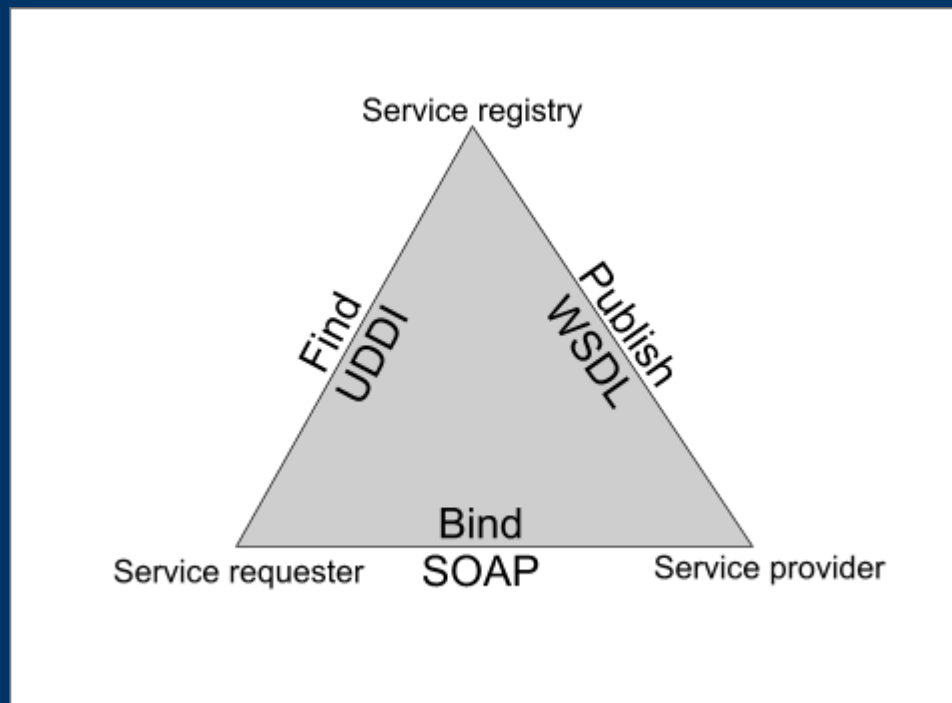 Service registry
Find
UDDI
Publish
WSDL
Bind
SOAP
Service requester
Service provider